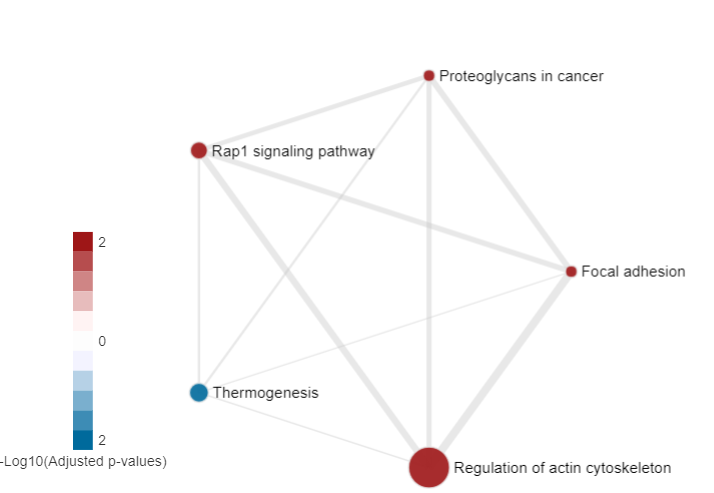 Proteoglycans in cancer
Rap1 signaling pathway
2
Focal adhesion
0
Thermogenesis
2
-Log10(Adjusted p-values)
Regulation of actin cytoskeleton